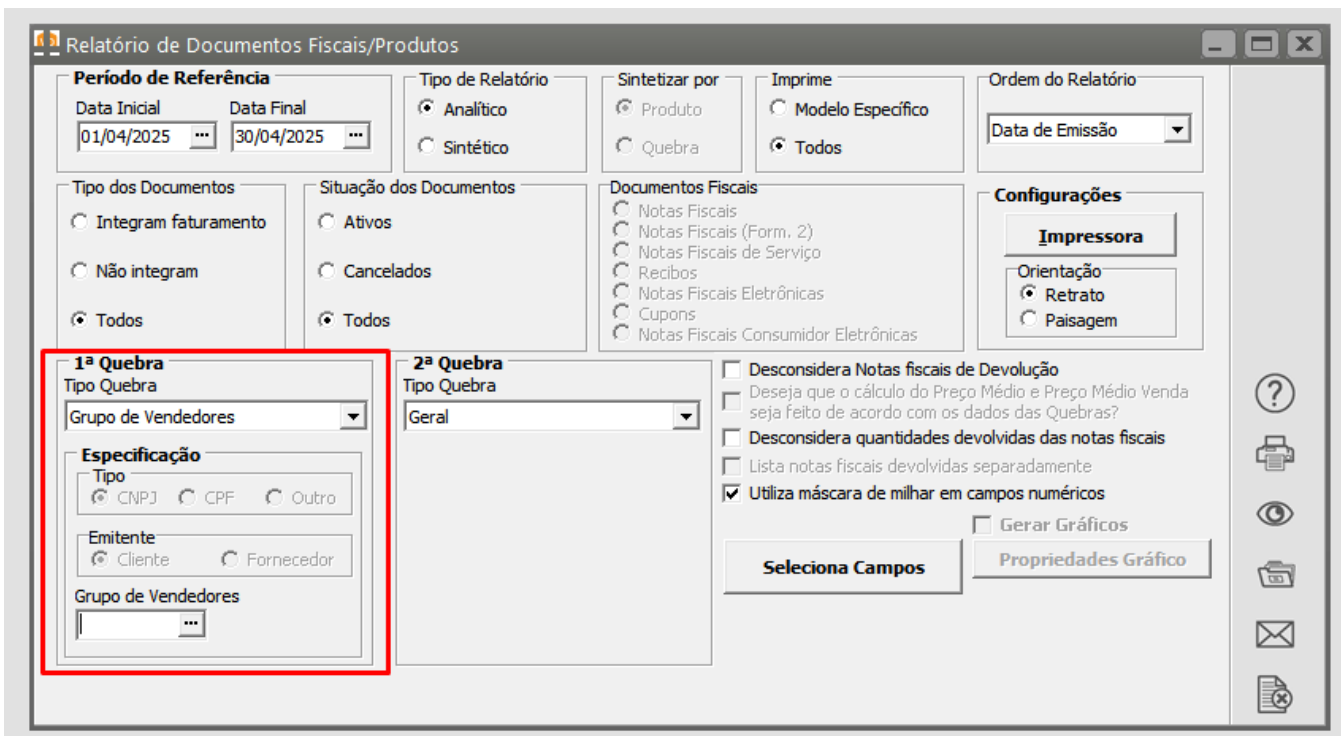 Relatório de Documentos Fiscais/Produtos
Período de Referência
Data Inicial
Data Final
01/04/2025 ...
30/04/2025 ...
Tipo de Relatório
Analítico
Sintético
Sintetizar por
Produto
Quebra
Imprime
Modelo Específico
Todos
Ordem do Relatório
Data de Emissão
Tipo dos Documentos
Integram faturamento
Não integram
Todos
Situação dos Documentos
Ativos
Cancelados
Todos
Documentos Fiscais
Notas Fiscais
Notas Fiscais (Form. 2)
Notas Fiscais de Serviço
Recibos
Notas Fiscais Eletrônicas
Cupons
Notas Fiscais Consumidor Eletrônicas
Configurações
Impressora
Orientação
Retrato
Paisagem
1ª Quebra
Tipo Quebra
Grupo de Vendedores
Especificação
Tipo
CNPJ CPF Outro
Emitente
Cliente Fornecedor
Grupo de Vendedores
...
2ª Quebra
Tipo Quebra
Geral
Desconsidera Notas fiscais de Devolução
Deseja que o cálculo do Preço Médio e Preço Médio Venda
seja feito de acordo com os dados das Quebras?
Desconsidera quantidades devolvidas das notas fiscais
Lista notas fiscais devolvidas separadamente
Utiliza máscara de milhar em campos numéricos
Gerar Gráficos
Seleciona Campos
Propriedades Gráfico